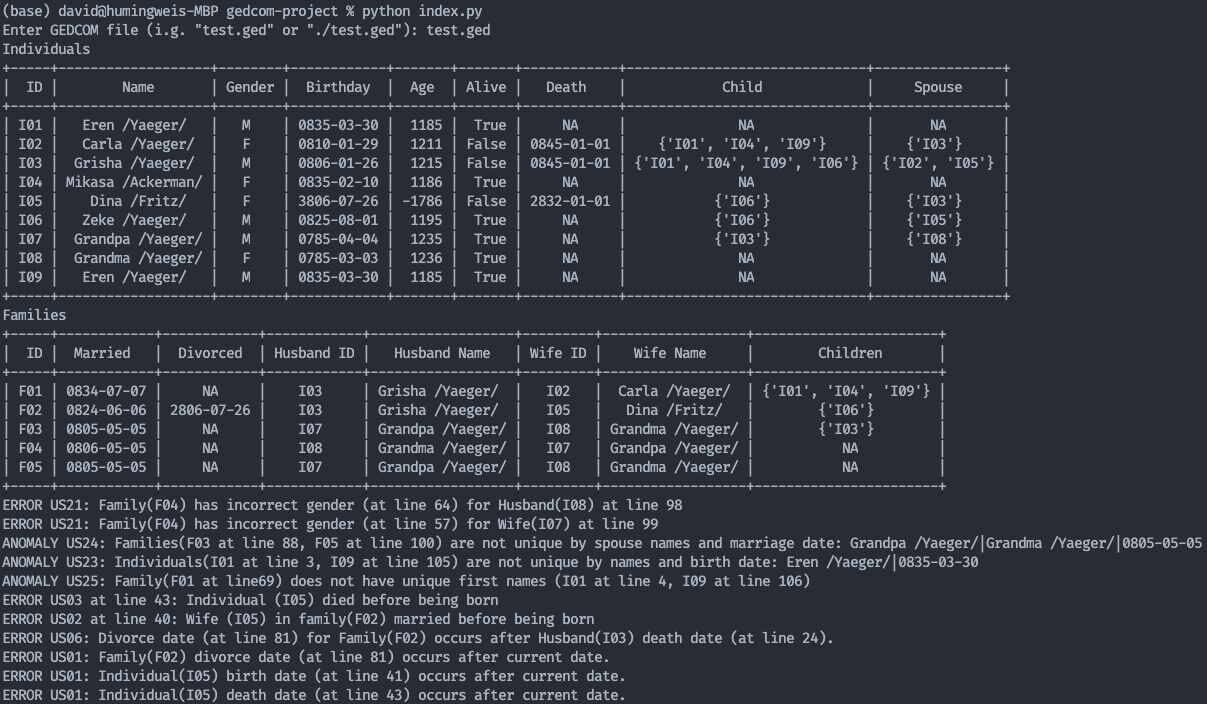 (base) david@humingweis-MBP gedcom-project % python index.py
Enter GEDCOM file (i.g. "test.ged" or "./test.ged"): test.ged
Individuals
+-----+------------------+--------+------------+-------+-------+------------+------------------------------+----------------+
| ID | Name | Gender | Birthday | Age | Alive | Death | Child | Spouse |
+-----+------------------+--------+------------+-------+-------+------------+------------------------------+----------------+
| I01 | Eren /Yaeger/ | M | 0835-03-30 | 1185 | True | NA | NA | NA |
| I02 | Carla /Yaeger/ | F | 0810-01-29 | 1211 | False | 0845-01-01 | {'I01', 'I04', 'I09'} | {'I03'} |
| I03 | Grisha /Yaeger/ | M | 0806-01-26 | 1215 | False | 0845-01-01 | {'I01', 'I04', 'I09', 'I06'} | {'I02', 'I05'} |
| I04 | Mikasa /Ackerman/ | F | 0835-02-10 | 1186 | True | NA | NA | NA |
| I05 | Dina /Fritz/ | F | 3806-07-26 | -1786 | False | 2832-01-01 | {'I06'} | {'I03'} |
| I06 | Zeke /Yaeger/ | M | 0825-08-01 | 1195 | True | NA | {'I06'} | {'I05'} |
| I07 | Grandpa /Yaeger/ | M | 0785-04-04 | 1235 | True | NA | {'I03'} | {'I08'} |
| I08 | Grandma /Yaeger/ | F | 0785-03-03 | 1236 | True | NA | NA | NA |
| I09 | Eren /Yaeger/ | M | 0835-03-30 | 1185 | True | NA | NA | NA |
+-----+------------------+--------+------------+-------+-------+------------+------------------------------+----------------+
Families
+-----+------------+------------+------------+------------------+---------+------------------+-----------------------+
| ID | Married | Divorced | Husband ID | Husband Name | Wife ID | Wife Name | Children |
+-----+------------+------------+------------+------------------+---------+------------------+-----------------------+
| F01 | 0834-07-07 | NA | I03 | Grisha /Yaeger/ | I02 | Carla /Yaeger/ | {'I01', 'I04', 'I09'} |
| F02 | 0824-06-06 | 2806-07-26 | I03 | Grisha /Yaeger/ | I05 | Dina /Fritz/ | {'I06'} |
| F03 | 0805-05-05 | NA | I07 | Grandpa /Yaeger/ | I08 | Grandma /Yaeger/ | {'I03'} |
| F04 | 0806-05-05 | NA | I08 | Grandma /Yaeger/ | I07 | Grandpa /Yaeger/ | NA |
| F05 | 0805-05-05 | NA | I07 | Grandpa /Yaeger/ | I08 | Grandma /Yaeger/ | NA |
+-----+------------+------------+------------+------------------+---------+------------------+-----------------------+
ERROR US21: Family(F04) has incorrect gender (at line 64) for Husband(I08) at line 98
ERROR US21: Family(F04) has incorrect gender (at line 57) for Wife(I07) at line 99
ANOMALY US24: Families(F03 at line 88, F05 at line 100) are not unique by spouse names and marriage date: Grandpa /Yaeger/|Grandma /Yaeger/|0805-05-05
ANOMALY US23: Individuals(I01 at line 3, I09 at line 105) are not unique by names and birth date: Eren /Yaeger/|0835-03-30
ANOMALY US25: Family(F01 at line69) does not have unique first names (I01 at line 4, I09 at line 106)
ERROR US03 at line 43: Individual (I05) died before being born
ERROR US02 at line 40: Wife (I05) in family(F02) married before being born
ERROR US06: Divorce date (at line 81) for Family(F02) occurs after Husband(I03) death date (at line 24).
ERROR US01: Family(F02) divorce date (at line 81) occurs after current date.
ERROR US01: Individual(I05) birth date (at line 41) occurs after current date.
ERROR US01: Individual(I05) death date (at line 43) occurs after current date.